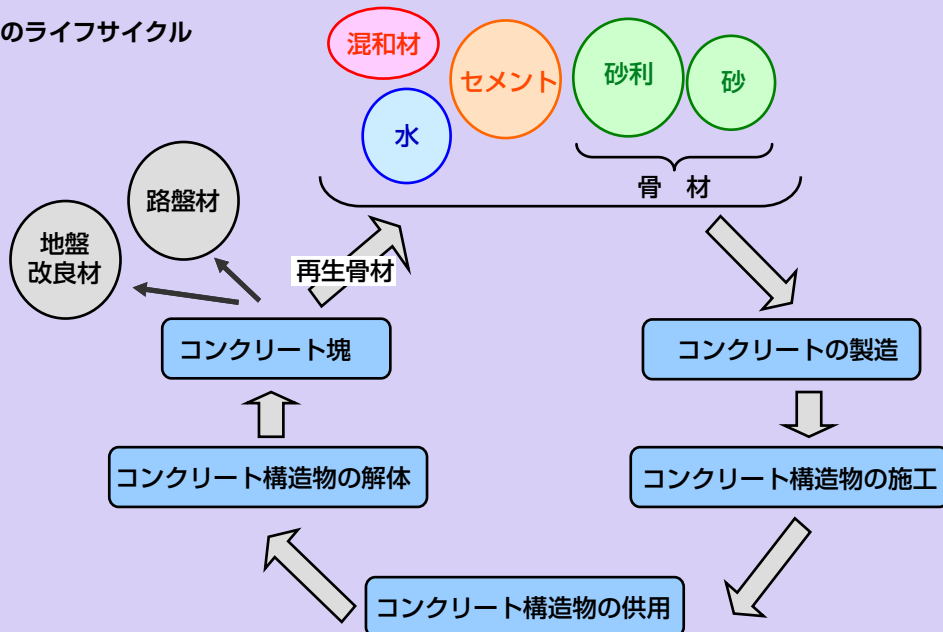 のライフサイクル
混和材
セメント
砂利
砂
水
骨　材
路盤材
地盤
改良材
再生骨材
コンクリート塊
コンクリートの製造
コンクリート構造物の解体
コンクリート構造物の施工
コンクリート構造物の供用